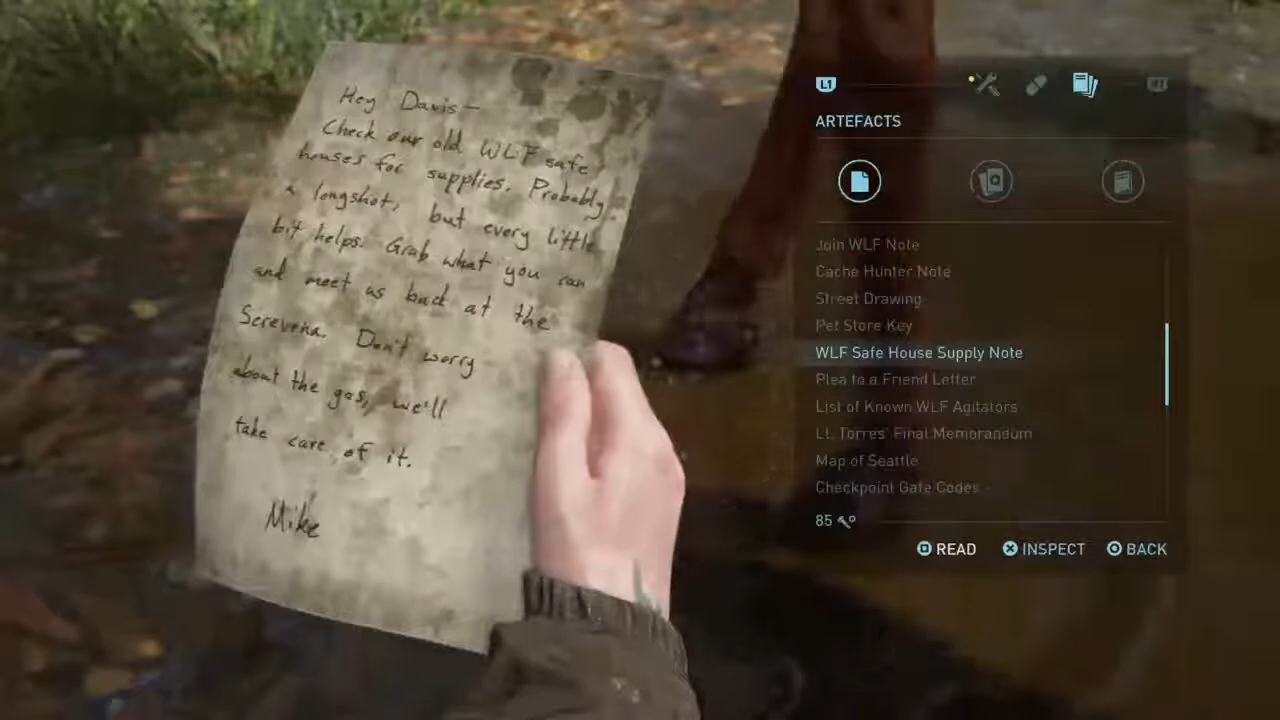 Hey Davis—
Check our old WLF safe
houses for supplies. Probably
a longshot, but every little
bit helps. Grab what you can
and meet us back at the
Serevena. Don't worry
about the gas, we'll
take care of it.
Mike
L1
R1
ARTEFACTS
Join WLF Note
Cache Hunter Note
Street Drawing
Pet Store Key
WLF Safe House Supply Note
Plea to a Friend Letter
List of Known WLF Agitators
Lt. Torres' Final Memorandum
Map of Seattle
Checkpoint Gate Codes
85
READ INSPECT BACK